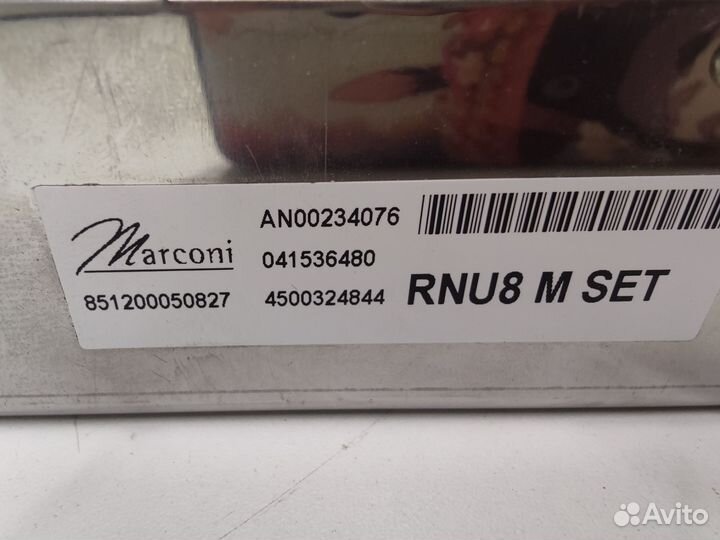 Marconi
851200050827
AN00234076
041536480
4500324844
RNU8 M SET
Avito